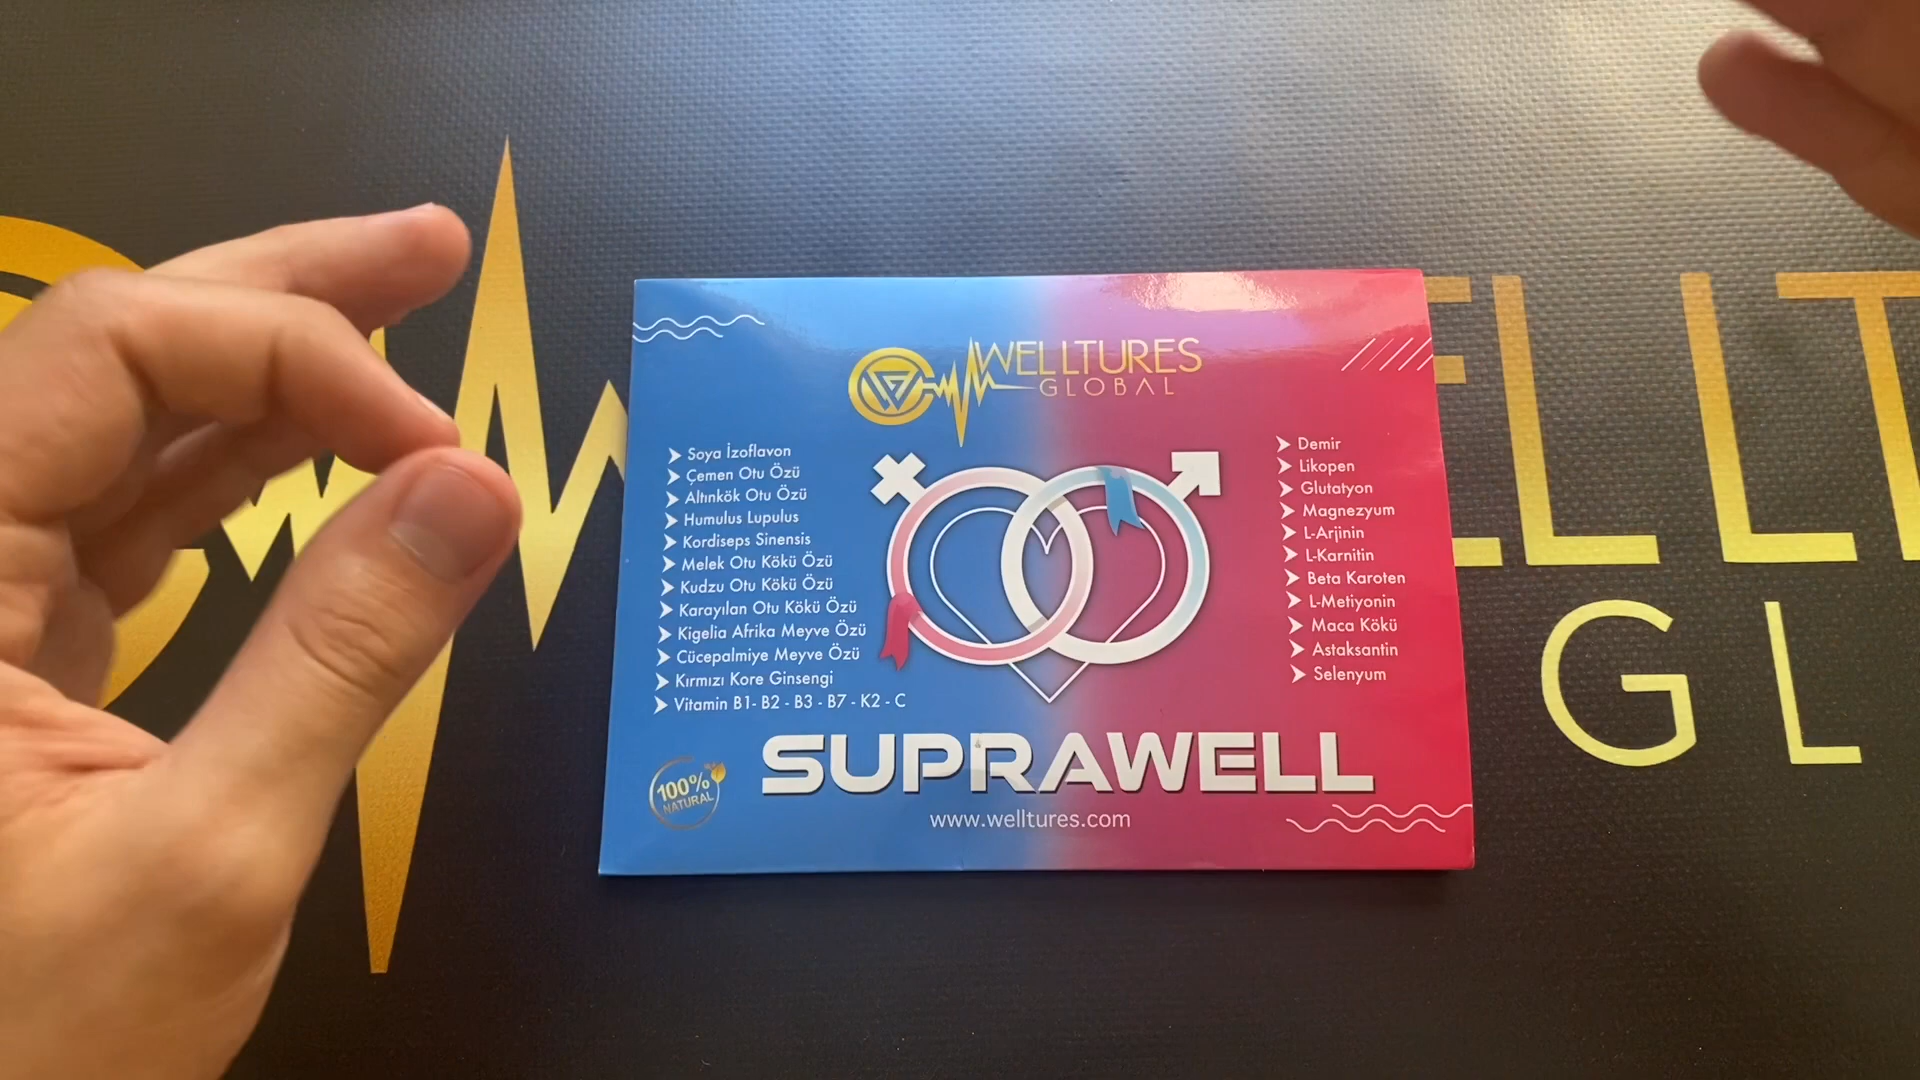 WELLTURES
GLOBAL
Soya İzoflavon
Çemen Otu Özü
Altınkök Otu Özü
Humulus Lupulus
Kordiseps Sinensis
Melek Otu Kökü Özü
Kudzu Otu Kökü Özü
Karayılan Otu Kökü Özü
Kigelia Afrika Meyve Özü
Cücepalmiye Meyve Özü
Kırmızı Kore Ginsengi
Vitamin B1- B2 - B3 - B7 - K2 - C
Demir
Likopen
Glutatyon
Magnezyum
L-Arjinin
L-Karnitin
Beta Karoten
L-Metiyonin
Maca Kökü
Astaksantin
Selenyum
100%
NATURAL
SUPRAWELL
www.welltures.com
ELLT
GL